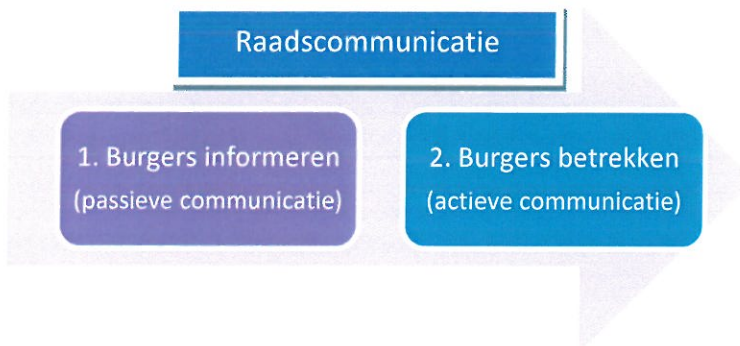 Raadscommunicatie
1. Burgers informeren
(passieve communicatie)
2. Burgers betrekken
(actieve communicatie)